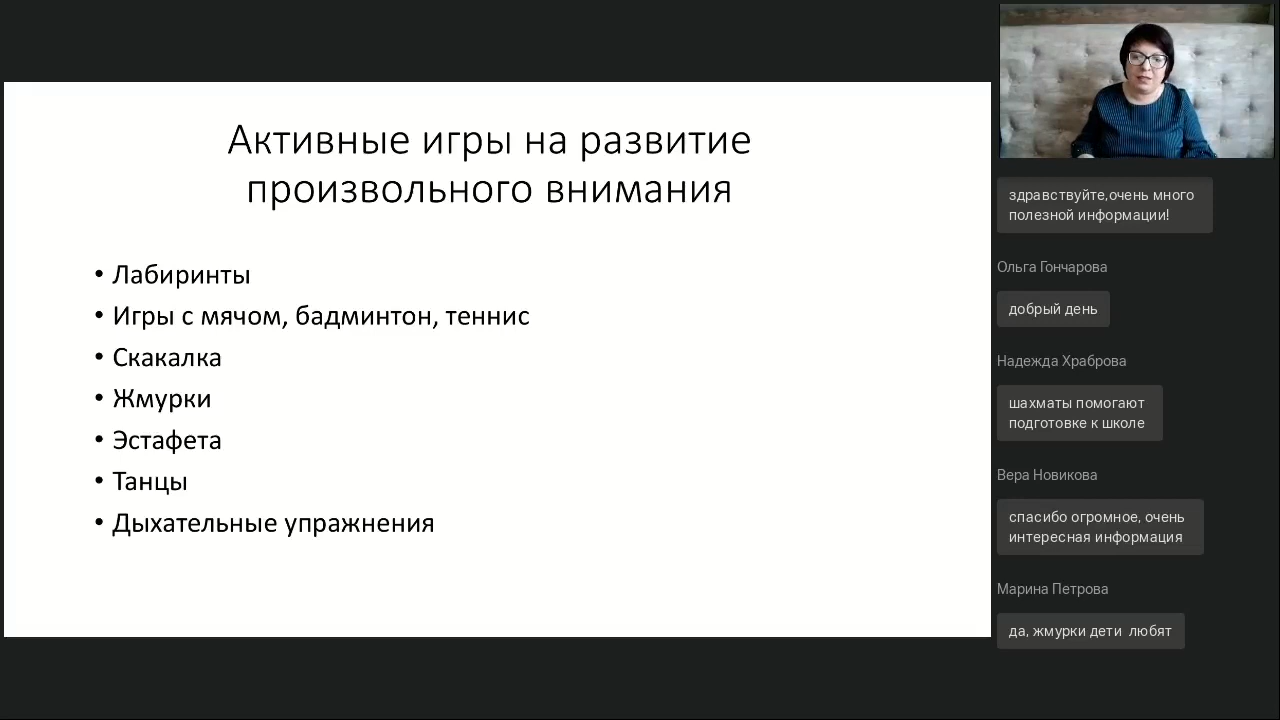 Активные игры на развитие
произвольного внимания
• Лабиринты
• Игры с мячом, бадминтон, теннис
• Скакалка
• Жмурки
• Эстафета
• Танцы
• Дыхательные упражнения
здравствуйте,очень много
полезной информации!
Ольга Гончарова
добрый день
Надежда Храброва
шахматы помогают
подготовке к школе
Вера Новикова
спасибо огромное, очень
интересная информация
Марина Петрова
да, жмурки дети  любят